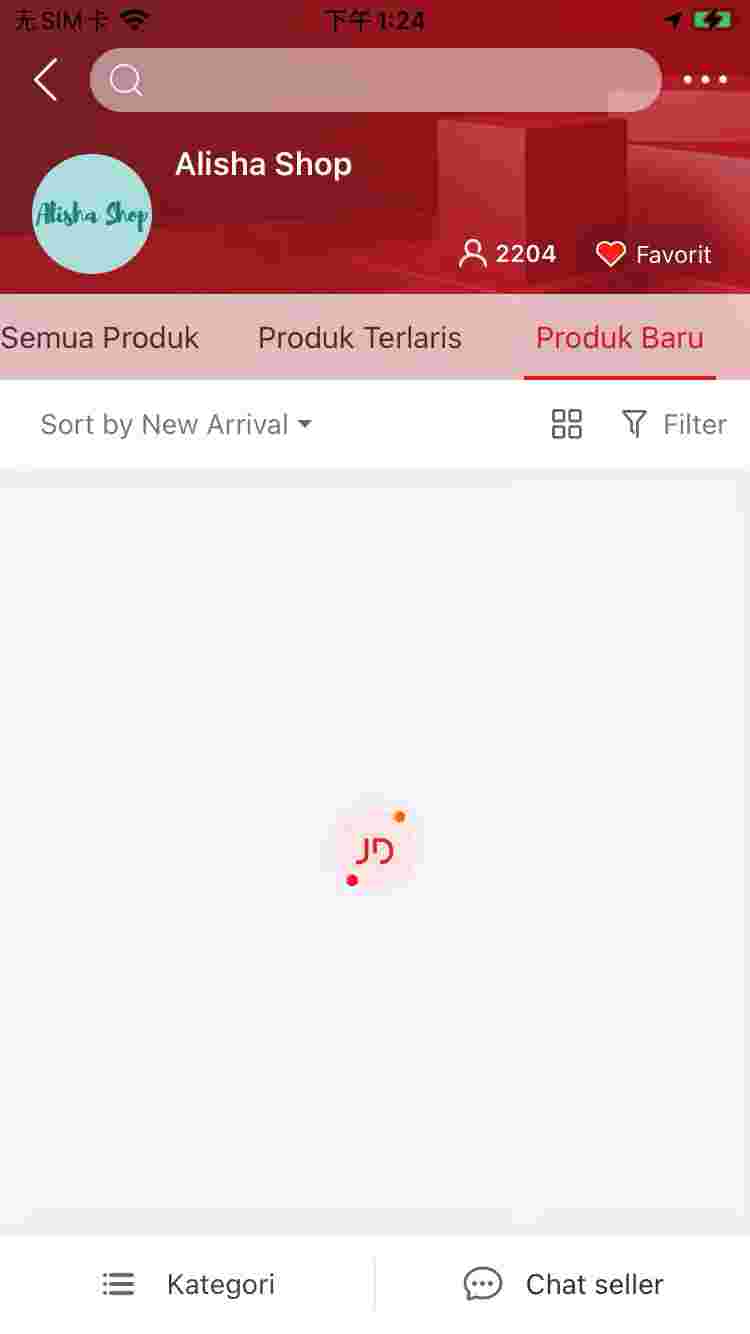 无SIM卡 下午1:24
Alisha Shop
Alisha Shop
2204 Favorit
Semua Produk Produk Terlaris Produk Baru
Sort by New Arrival Filter
JD
Kategori Chat seller